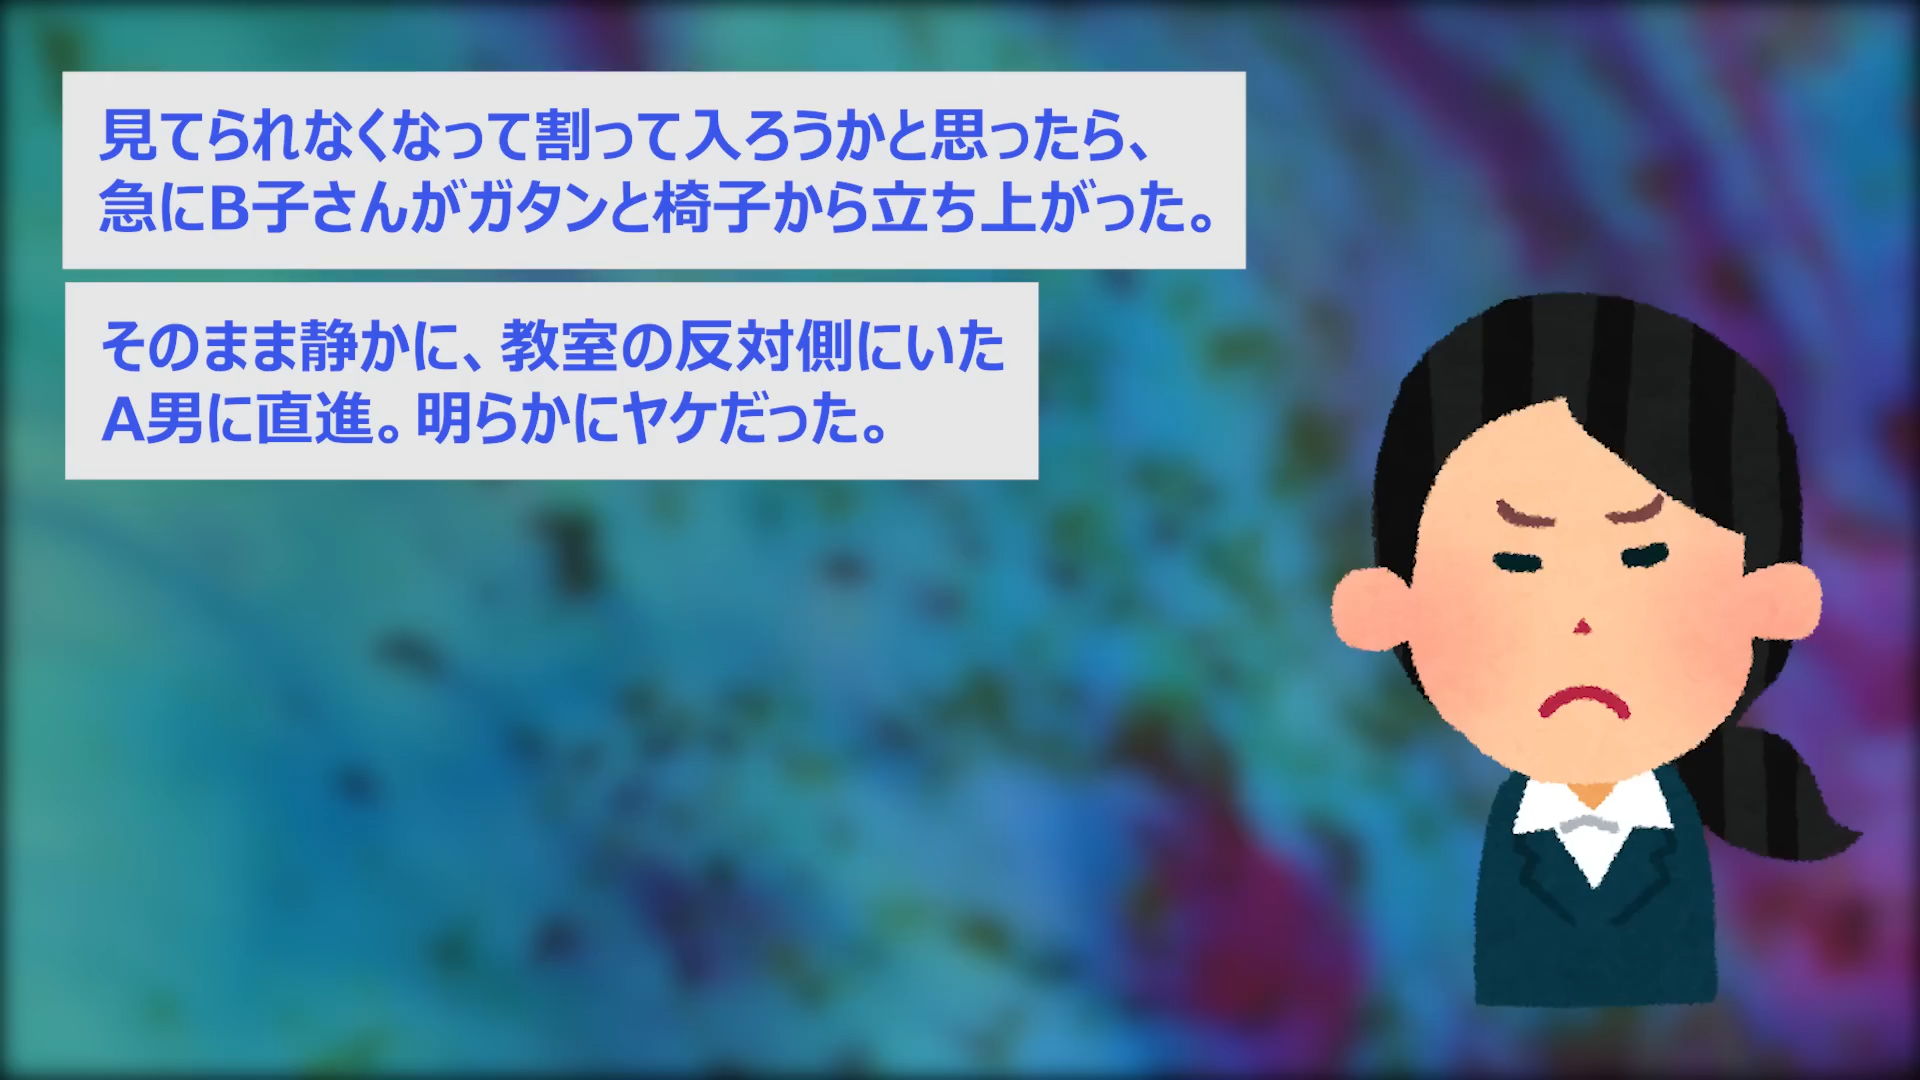 見てられなくなって割って入ろうかと思ったら、
急にB子さんがガタンと椅子から立ち上がった。
そのまま静かに、教室の反対側にいた
A男に直進。明らかにヤケだった。